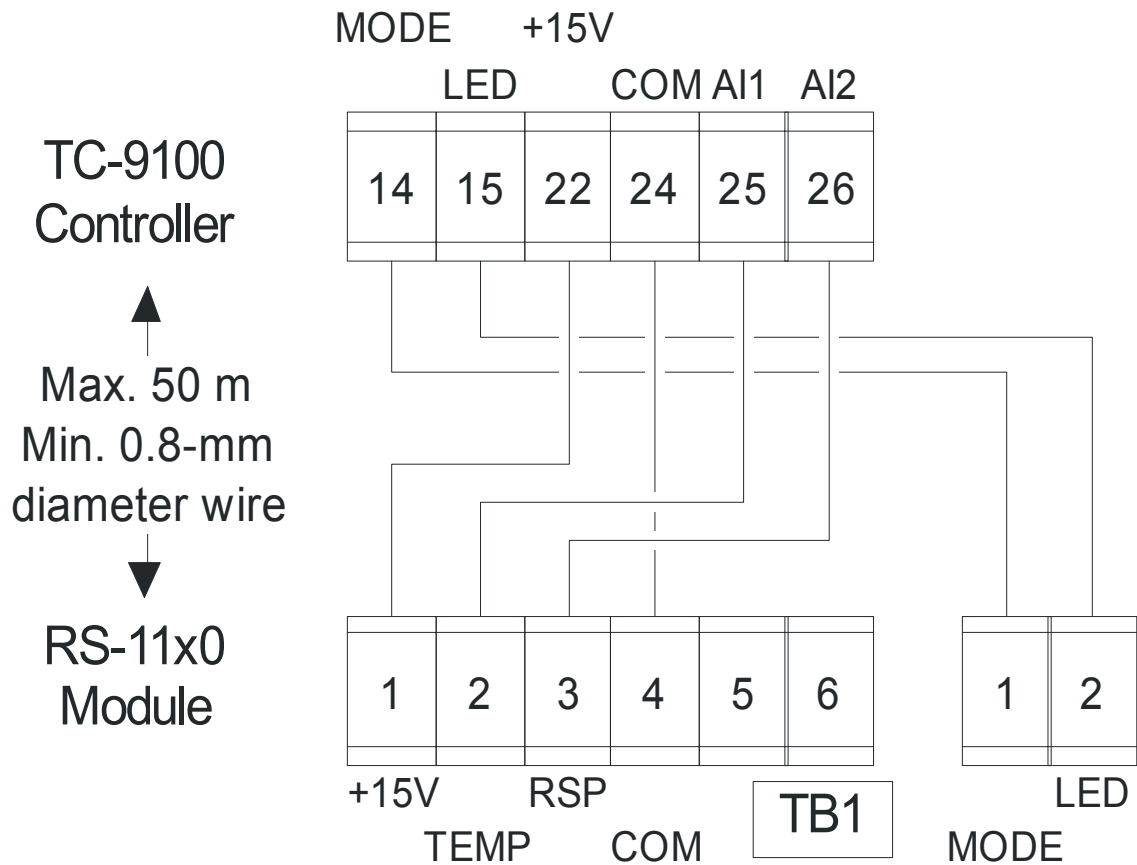 MODE +15V
LED COM AI1 AI2
TC-9100
Controller
14 15 22 24 25 26
Max. 50 m
Min. 0.8-mm
diameter wire
RS-11x0
Module
1 2 3 4 5 6 1 2
+15V RSP TB1 LED
TEMP COM MODE